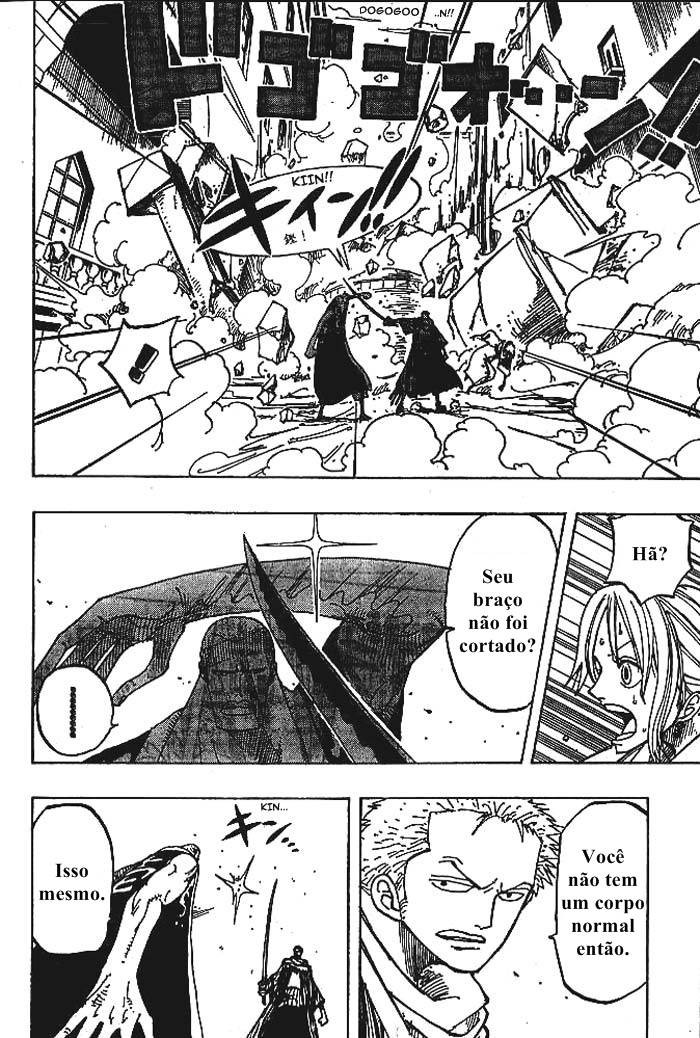 DOGOGOO ..N!!
ドゴゴオ…ン!!
KIIN!!
キィーン!!
!!
Hã?
Seu
braço
não foi
cortado?
..........
Você
não tem
um corpo
normal
então.
KIN...
キーン…
Isso
mesmo.